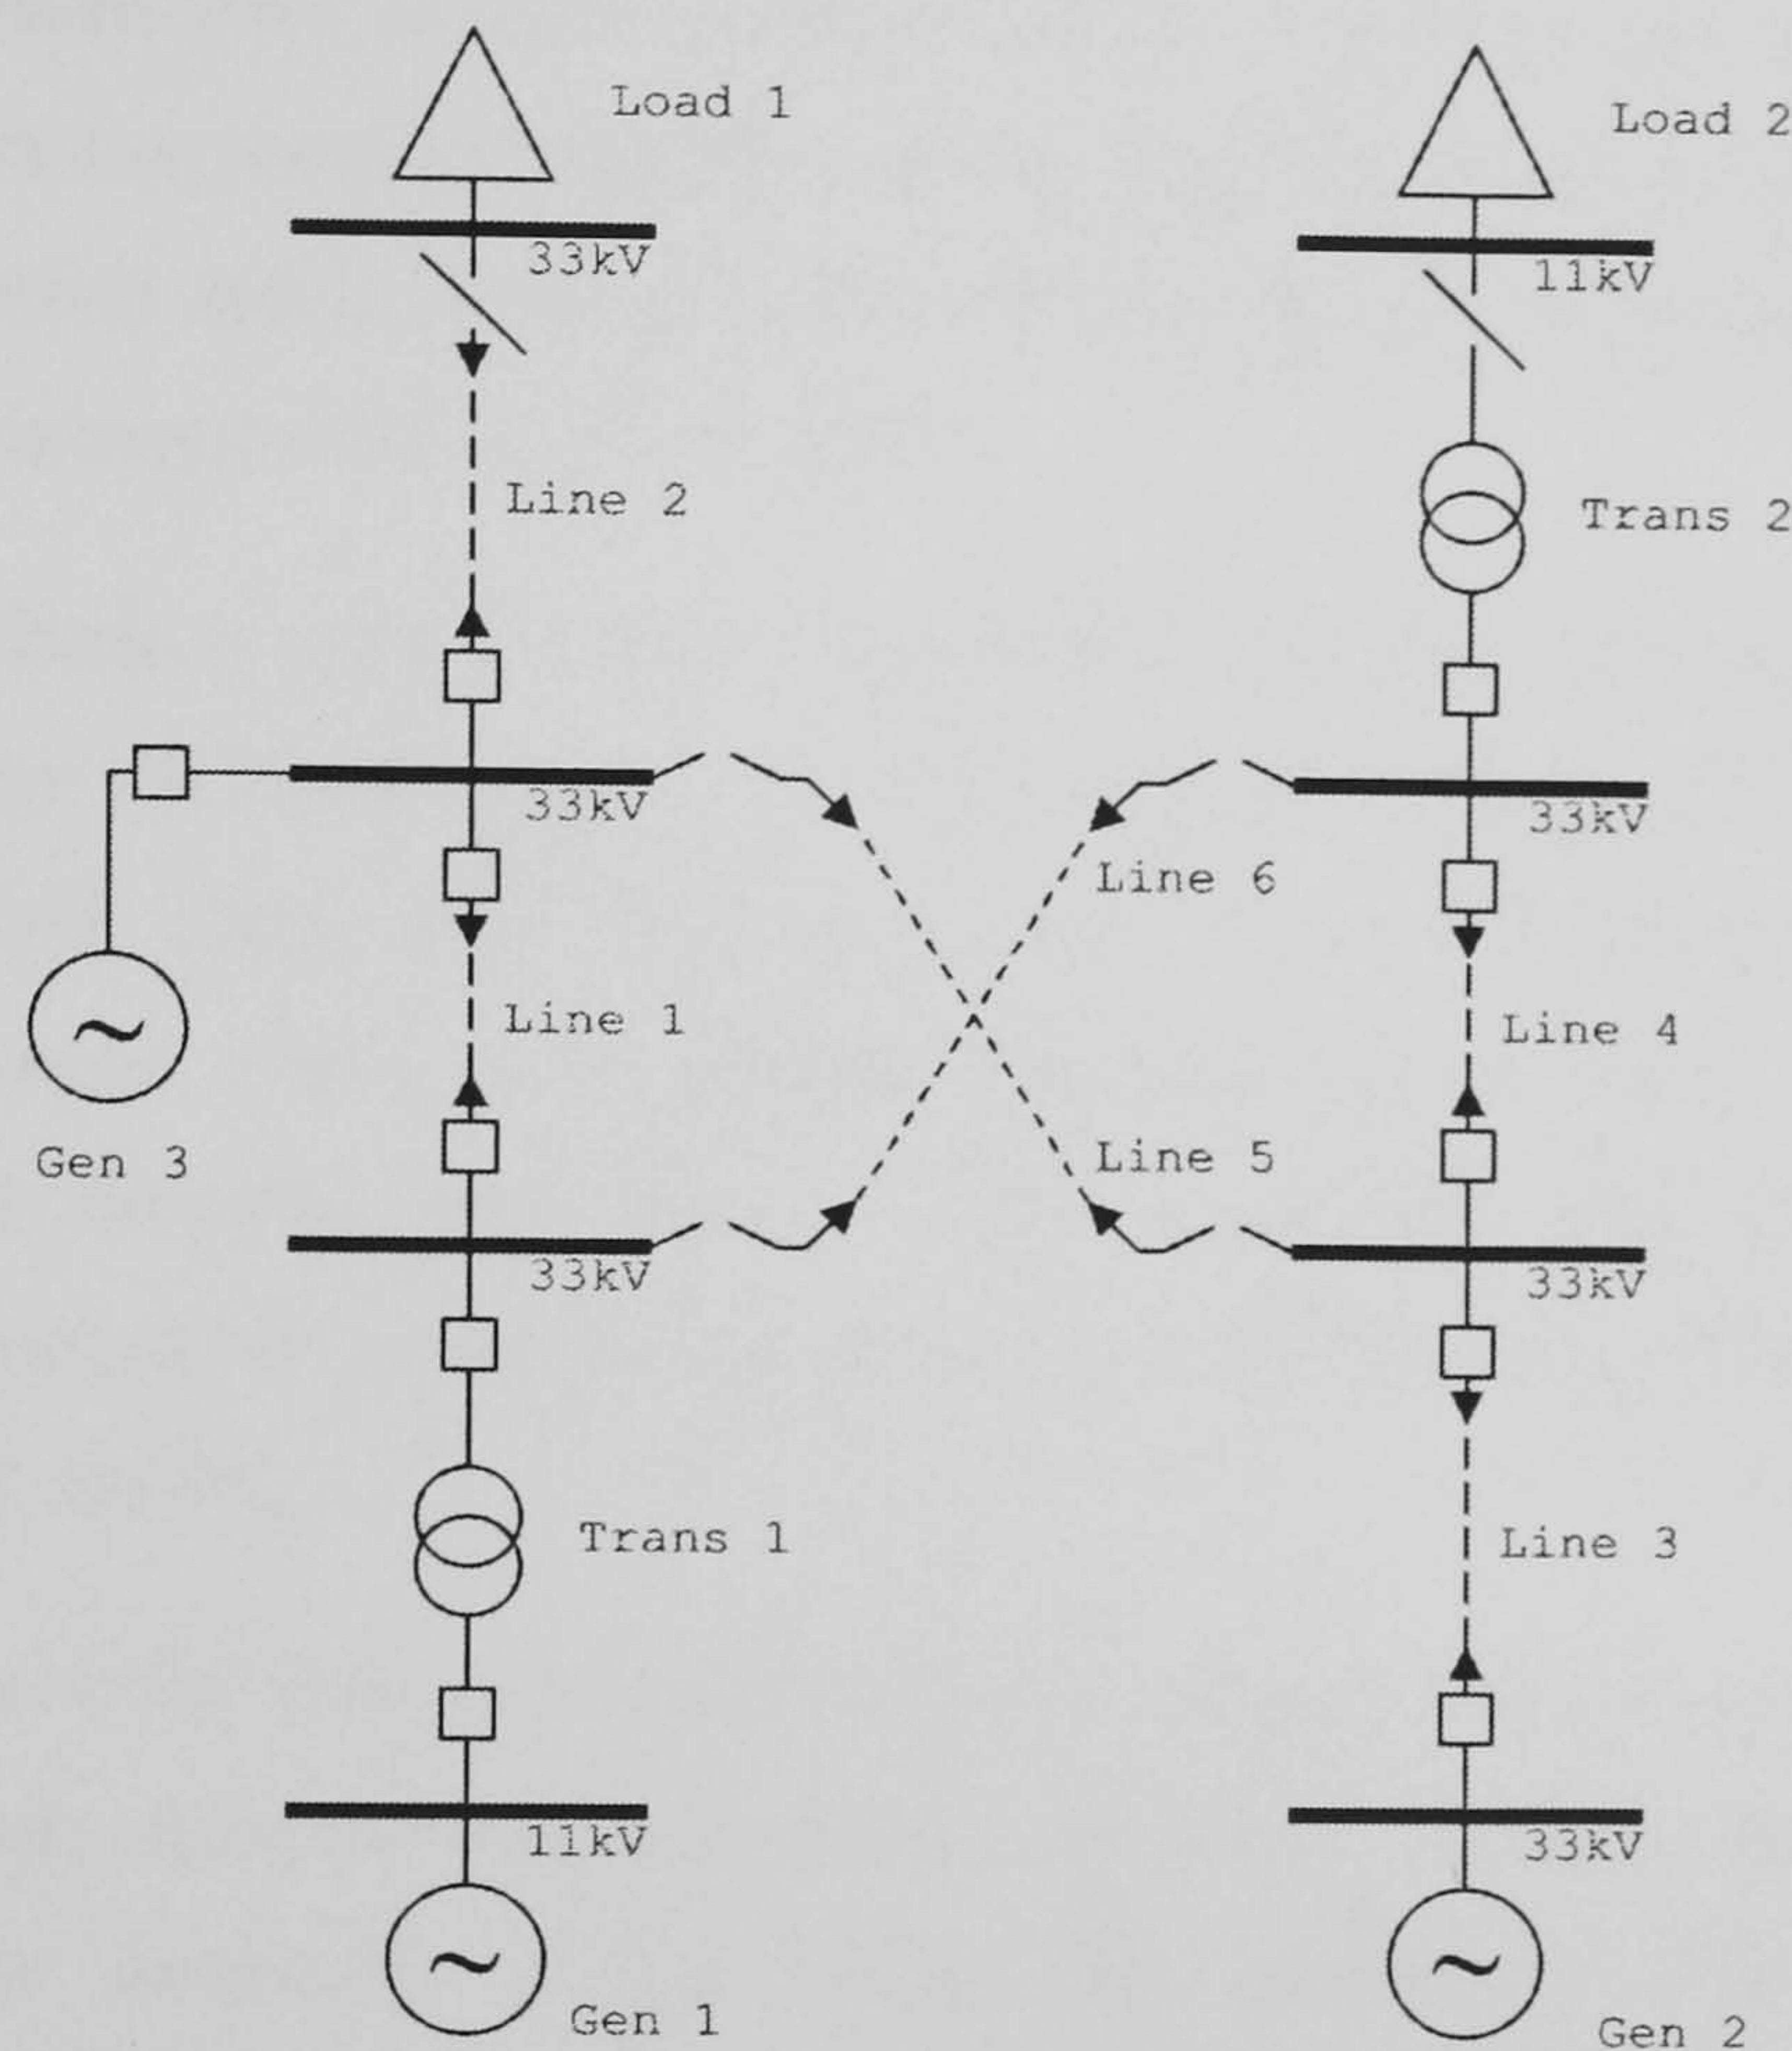 Load 1
Load 2
33kV
11kV
Line 2
Trans 2
33kV
33kV
Line 6
Line 1
Line 4
Gen 3
Line 5
33kV
33kV
Trans 1
Line 3
11kV
33kV
Gen 1
Gen 2